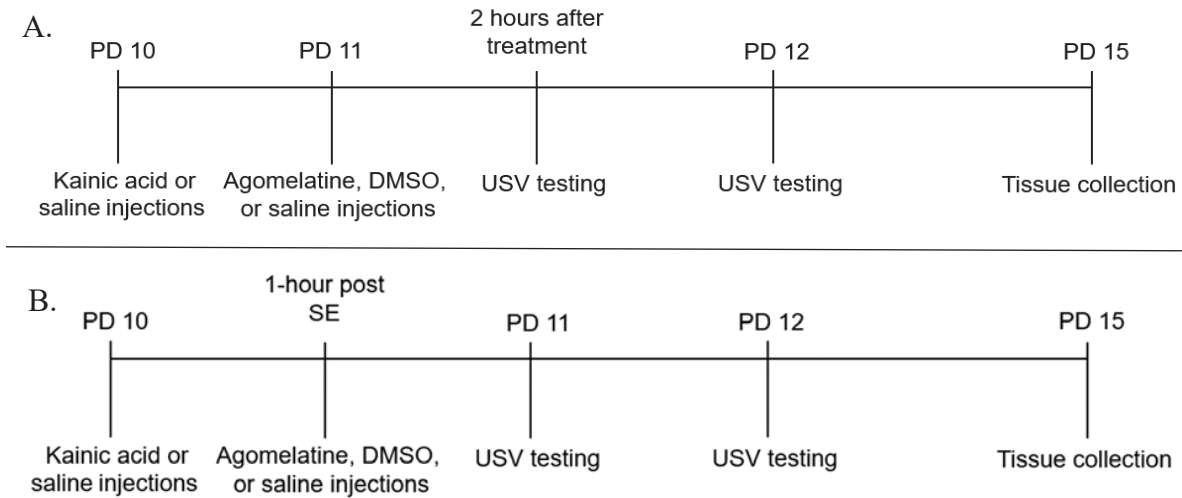 A.
PD 10
PD 11
2 hours after
treatment
PD 12
PD 15
Kainic acid or
saline injections
Agomelatine, DMSO,
or saline injections
USV testing
USV testing
Tissue collection
B.
PD 10
1-hour post
SE
PD 11
PD 12
PD 15
Kainic acid or
saline injections
Agomelatine, DMSO,
or saline injections
USV testing
USV testing
Tissue collection